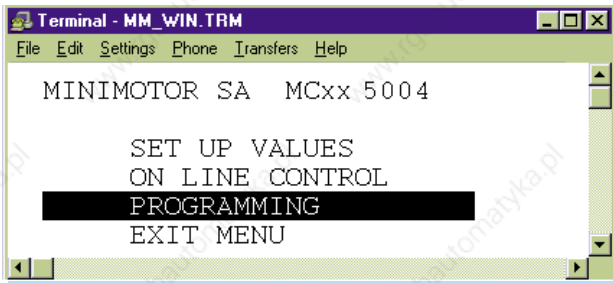 Terminal - MM_WIN.TRM
File Edit Settings Phone Transfers Help
MINIMOTOR SA MCxx 5004
SET UP VALUES
ON LINE CONTROL
PROGRAMMING
EXIT MENU